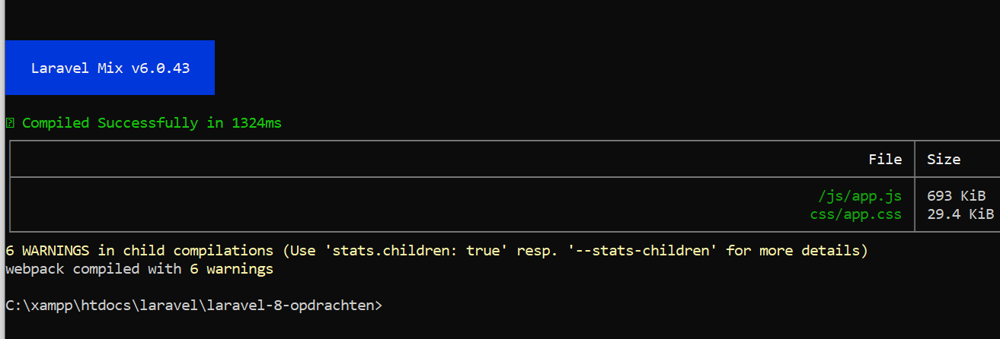 Laravel Mix v6.0.43
Compiled Successfully in 1324ms
File Size
/js/app.js 693 KiB
css/app.css 29.4 KiB
6 WARNINGS in child compilations (Use 'stats.children: true' resp. '--stats-children' for more details)
webpack compiled with 6 warnings
C:\xampp\htdocs\laravel\laravel-8-opdrachten>